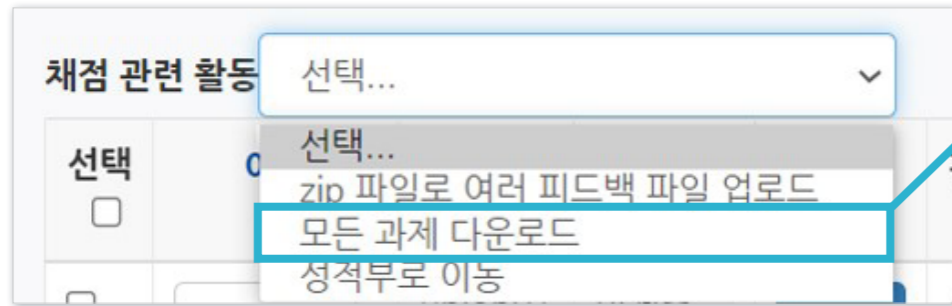 채점 관련 활동
선택...
선택
선택...
zip 파일로 여러 피드백 파일 업로드
모든 과제 다운로드
성적부로 이동